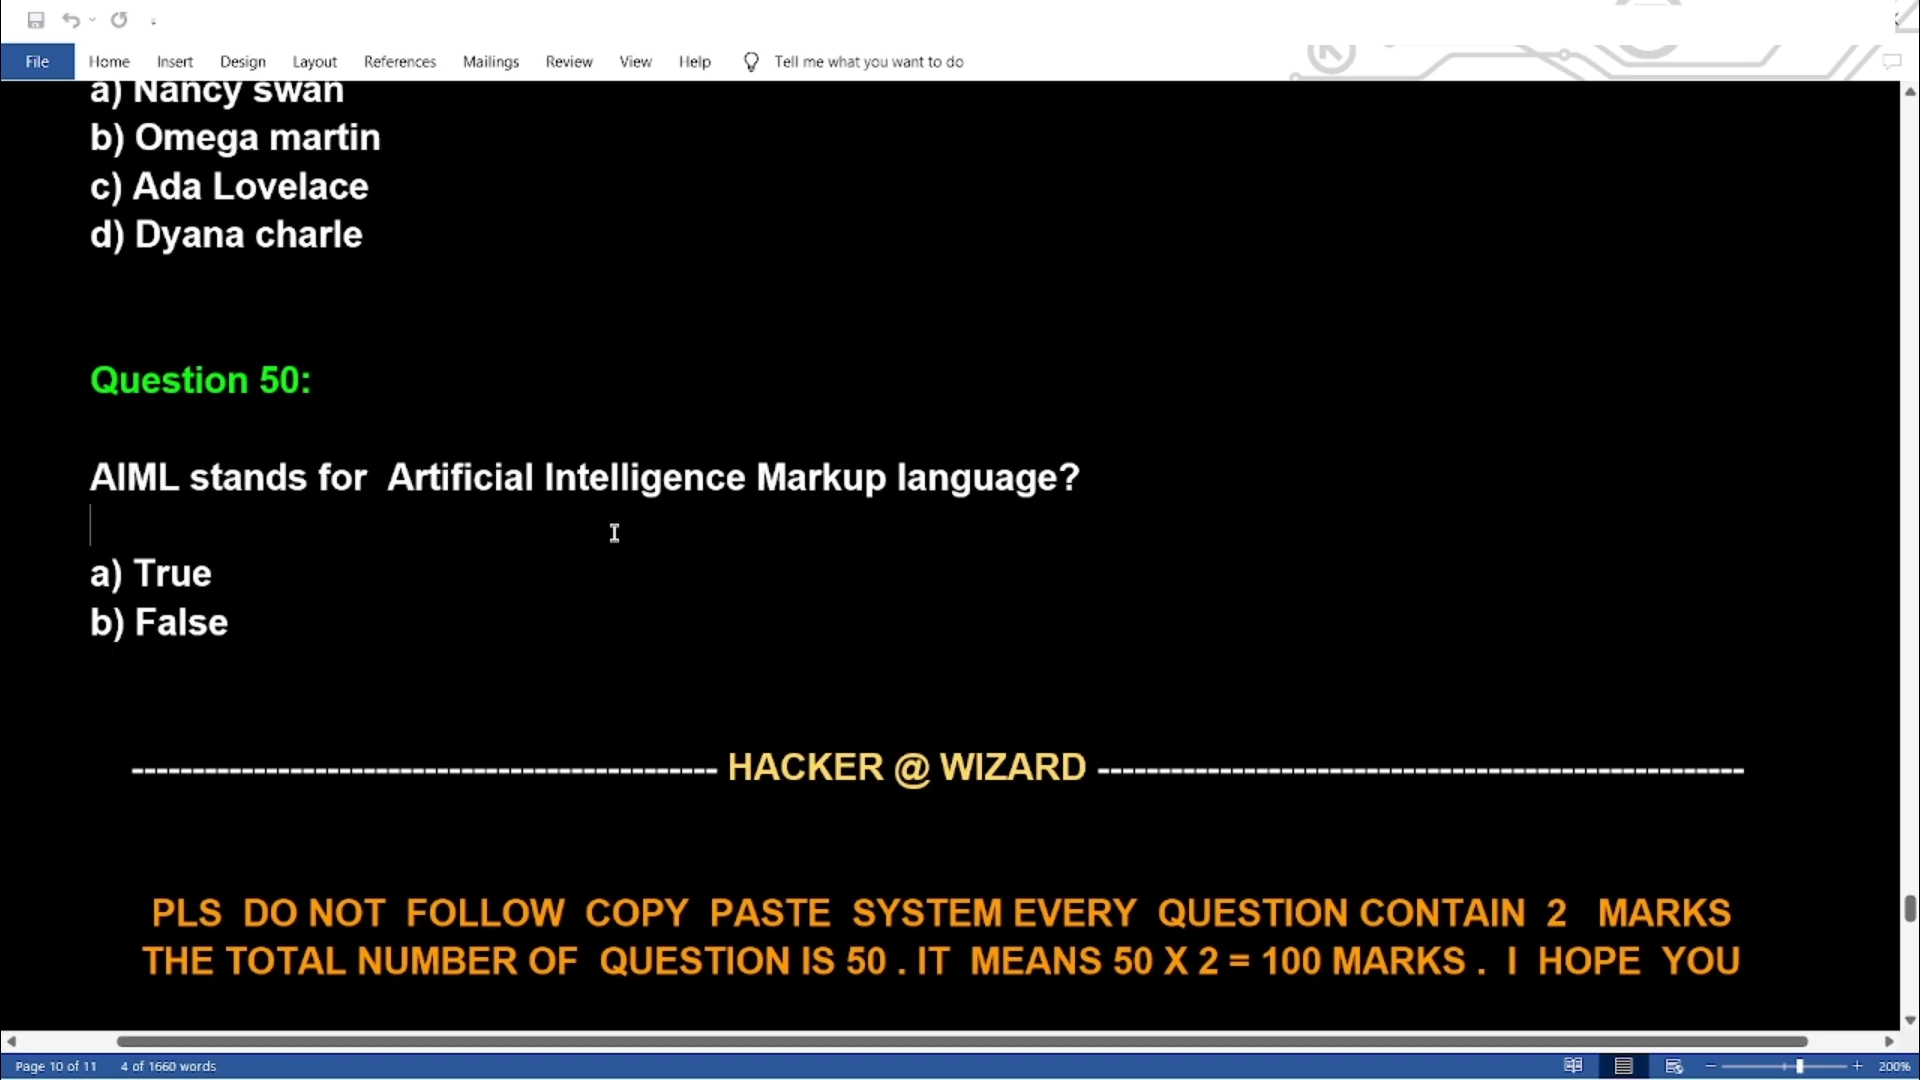 File Home Insert Design Layout References Mailings Review View Help Tell me what you want to do
a) Nancy swan
b) Omega martin
c) Ada Lovelace
d) Dyana charle
Question 50:
AIML stands for Artificial Intelligence Markup language?
a) True
b) False
------------------------------------------------ HACKER @ WIZARD -----------------------------------------------------
PLS DO NOT FOLLOW COPY PASTE SYSTEM EVERY QUESTION CONTAIN 2 MARKS
THE TOTAL NUMBER OF QUESTION IS 50 . IT MEANS 50 X 2 = 100 MARKS . I HOPE YOU
Page 10 of 11 4 of 1660 words 200%